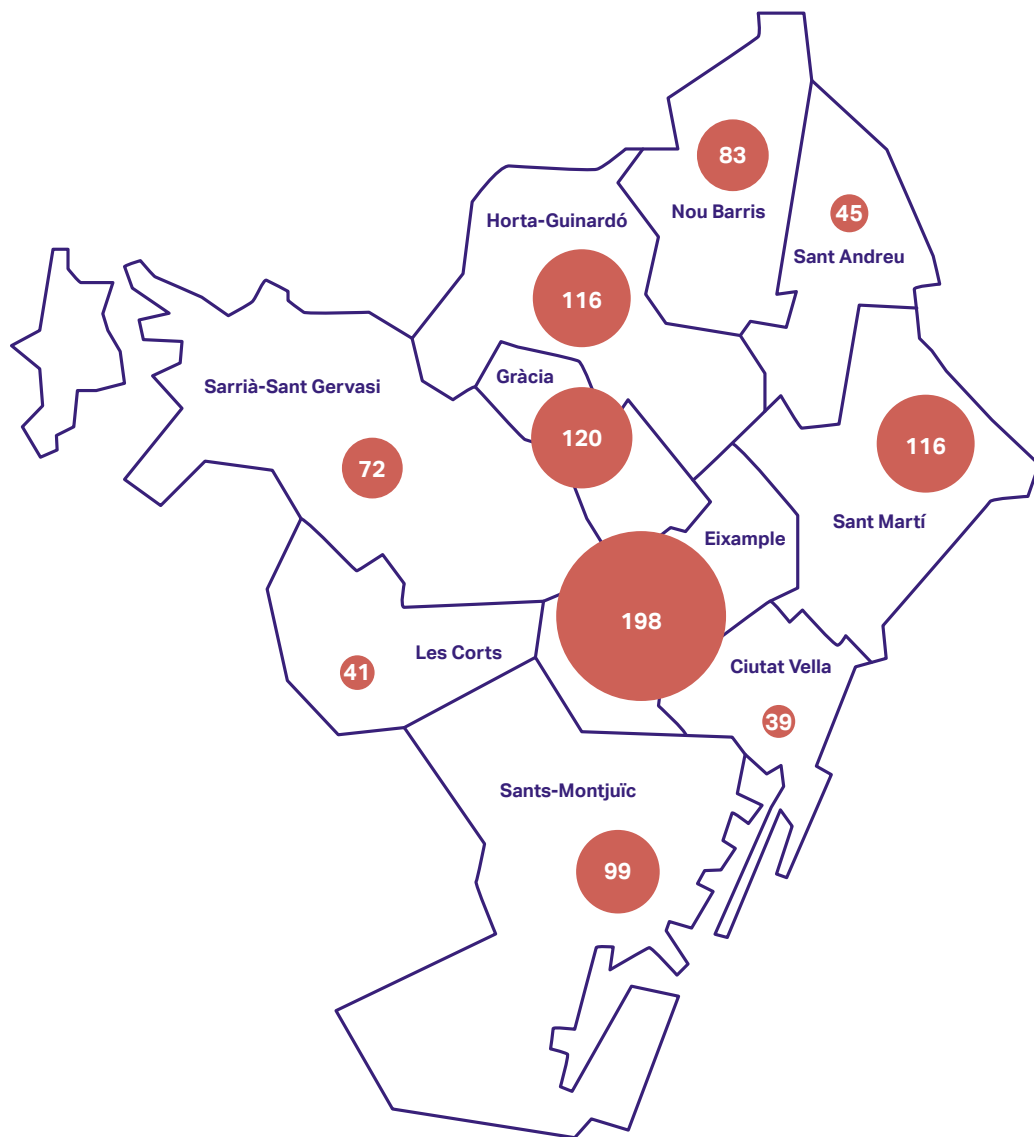 83
Nou Barris
45
Sant Andreu
Horta-Guinardó
116
Gràcia
120
Sarrià-Sant Gervasi
72
116
Sant Martí
Eixample
198
Les Corts
41
Ciutat Vella
39
Sants-Montjuïc
99